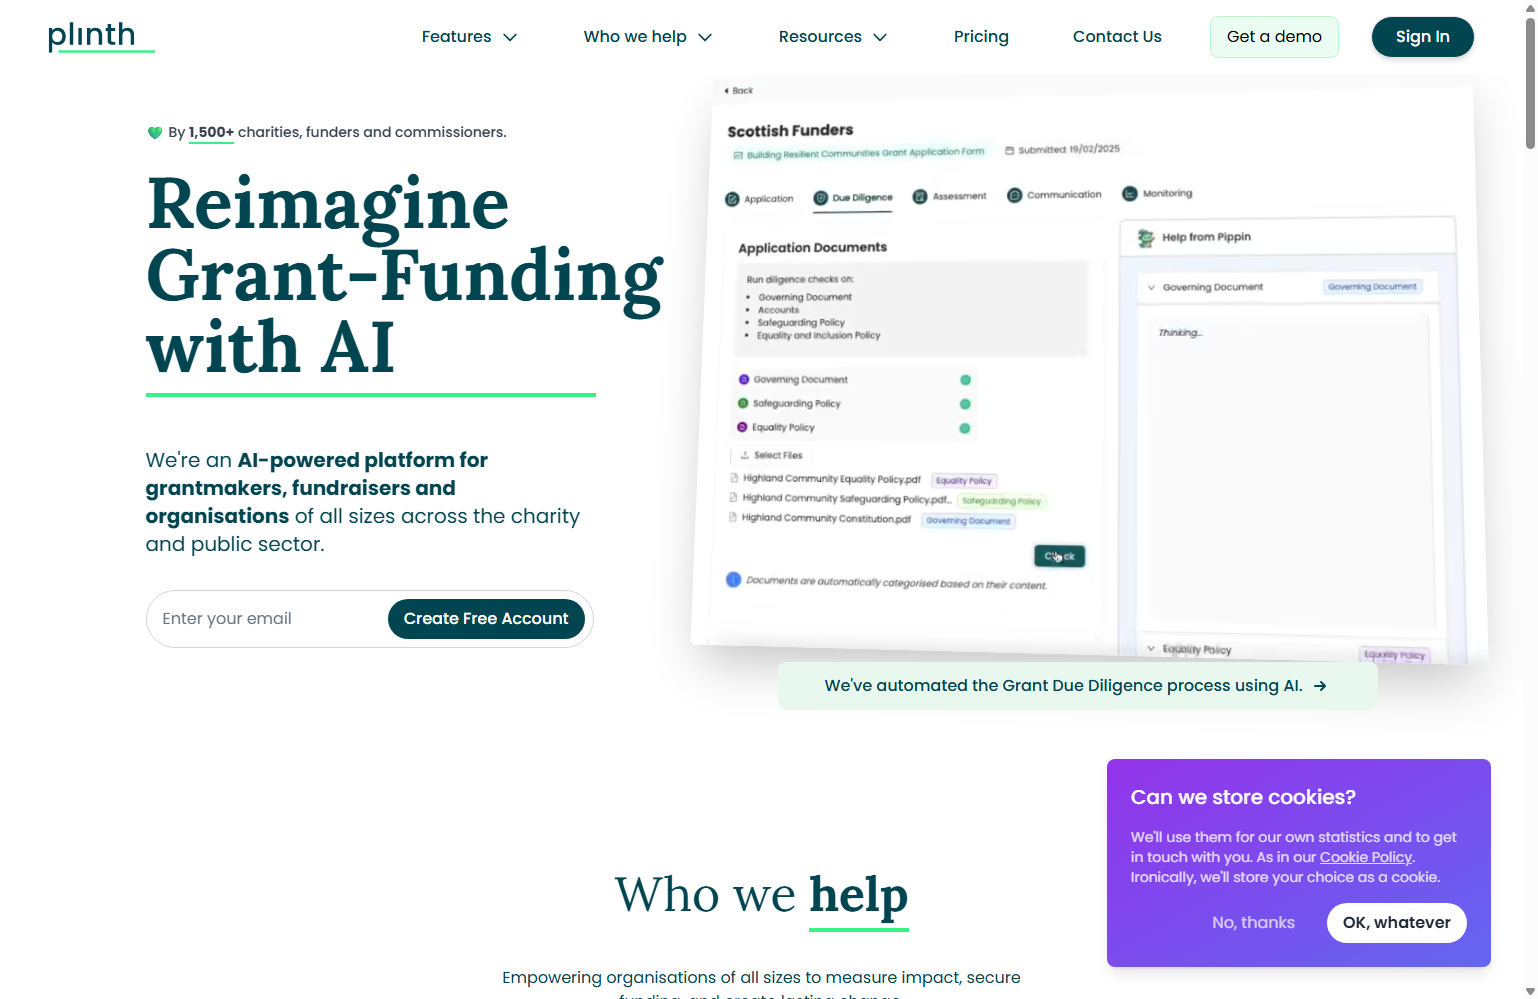 plinth
Features
Who we help
Resources
Pricing
Contact Us
Get a demo
Sign In
By 1,500+ charities, funders and commissioners.
Reimagine
Grant-Funding
with AI
We're an AI-powered platform for
grantmakers, fundraisers and
organisations of all sizes across the charity
and public sector.
Enter your email
Create Free Account
Back
Scottish Funders
Building Resilient Communities Grant Application Form
Submitted: 19/02/2025
Application
Due Diligence
Assessment
Communication
Monitoring
Application Documents
Run diligence checks on:
• Governing Document
• Accounts
• Safeguarding Policy
• Equality and Inclusion Policy
Governing Document
Safeguarding Policy
Equality Policy
Select Files
Highland Community Equality Policy.pdf Equality Policy
Highland Community Safeguarding Policy.pdf... Safeguarding Policy
Highland Community Constitution.pdf Governing Document
Check
Documents are automatically categorised based on their content.
Help from Pippin
Governing Document Governing Document
Thinking...
Equality Policy Equality Policy
We've automated the Grant Due Diligence process using AI. →
Who we help
Empowering organisations of all sizes to measure impact, secure
funding, and create lasting change.
Can we store cookies?
We'll use them for our own statistics and to get
in touch with you. As in our Cookie Policy.
Ironically, we'll store your choice as a cookie.
No, thanks
OK, whatever